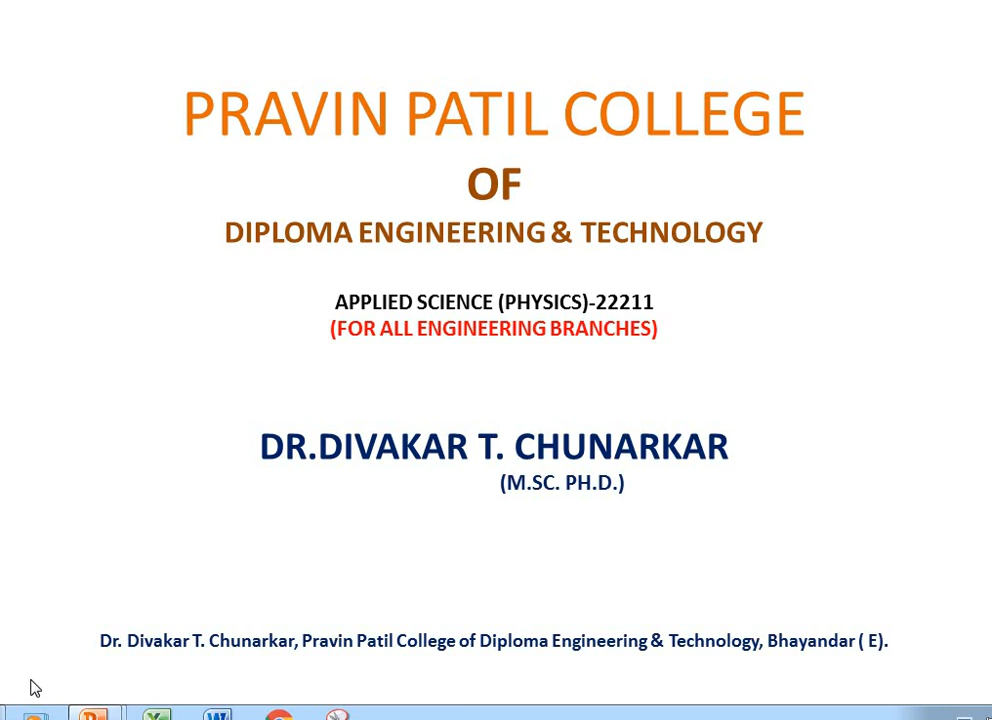 PRAVIN PATIL COLLEGE
OF
DIPLOMA ENGINEERING & TECHNOLOGY
APPLIED SCIENCE (PHYSICS)-22211
(FOR ALL ENGINEERING BRANCHES)
DR.DIVAKAR T. CHUNARKAR
(M.SC. PH.D.)
Dr. Divakar T. Chunarkar, Pravin Patil College of Diploma Engineering & Technology, Bhayandar ( E).